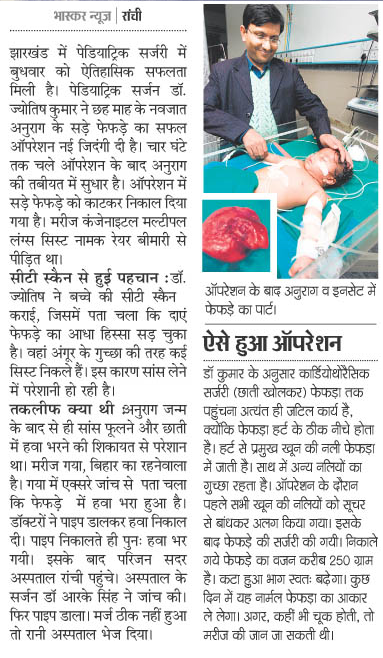 भास्कर न्यूज | रांची
झारखंड में पेडियाट्रिक सर्जरी में
बुधवार को ऐतिहासिक सफलता
मिली है। पेडियाट्रिक सर्जन डॉ.
ज्योतिष कुमार ने छह माह के नवजात
अनुराग के सड़े फेफड़े का सफल
ऑपरेशन नई जिदंगी दी है। चार घंटे
तक चले ऑपरेशन के बाद अनुराग
की तबीयत में सुधार है। ऑपरेशन में
सड़े फेफड़े को काटकर निकाल दिया
गया है। मरीज कंजेनाइटल मल्टीपल
लंग्स सिस्ट नामक रेयर बीमारी से
पीड़ित था।
सीटी स्कैन से हुई पहचान : डॉ.
ज्योतिष ने बच्चे की सीटी स्कैन
कराई, जिसमें पता चला कि दाएं
फेफड़े का आधा हिस्सा सड़ चुका
है। वहां अंगूर के गुच्छा की तरह कई
सिस्ट निकले हैं। इस कारण सांस लेने
में परेशानी हो रही है।
तकलीफ क्या थी : अनुराग जन्म
के बाद से ही सांस फूलने और छाती
में हवा भरने की शिकायत से परेशान
था। मरीज गया, बिहार का रहनेवाला
है। गया में एक्सरे जांच से पता चला
कि फेफड़े में हवा भरा हुआ है।
डॉक्टरों ने पाइप डालकर हवा निकाल
दी। पाइप निकालते ही पुनः हवा भर
गयी। इसके बाद परिजन सदर
अस्पताल रांची पहुंचे। अस्पताल के
सर्जन डॉ आरके सिंह ने जांच की।
फिर पाइप डाला। मर्ज ठीक नहीं हुआ
तो रानी अस्पताल भेज दिया।
ऑपरेशन के बाद अनुराग व इनसेट में
फेफड़े का पार्ट।
ऐसे हुआ ऑपरेशन
डॉ कुमार के अनुसार कार्डियोथोरैसिक
सर्जरी (छाती खोलकर) फेफड़ा तक
पहुंचना अत्यंत ही जटिल कार्य है,
क्योंकि फेफड़ा हर्ट के ठीक नीचे होता
है। हर्ट से प्रमुख खून की नली फेफड़ा
में जाती है। साथ में अन्य नलियों का
गुच्छा रहता है। ऑपरेशन के दौरान
पहले सभी खून की नलियों को सूचर
से बांधकर अलग किया गया। इसके
बाद फेफड़े की सर्जरी की गयी। निकाले
गये फेफड़े का वजन करीब 250 ग्राम
है। कटा हुआ भाग स्वतः बढ़ेगा। कुछ
दिन में यह नार्मल फेफड़ा का आकार
ले लेगा। अगर, कहीं भी चूक होती, तो
मरीज की जान जा सकती थी।